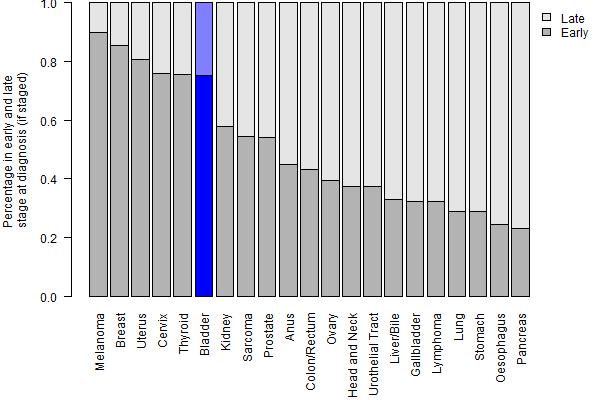 Percentage in early and late
stage at diagnosis (if staged)
1.0
0.8
0.6
0.4
0.2
0.0
Late
Early
Melanoma
Breast
Uterus
Cervix
Thyroid
Bladder
Kidney
Sarcoma
Prostate
Anus
Colon/Rectum
Ovary
Head and Neck
Urothelial Tract
Liver/Bile
Gallbladder
Lymphoma
Lung
Stomach
Oesophagus
Pancreas